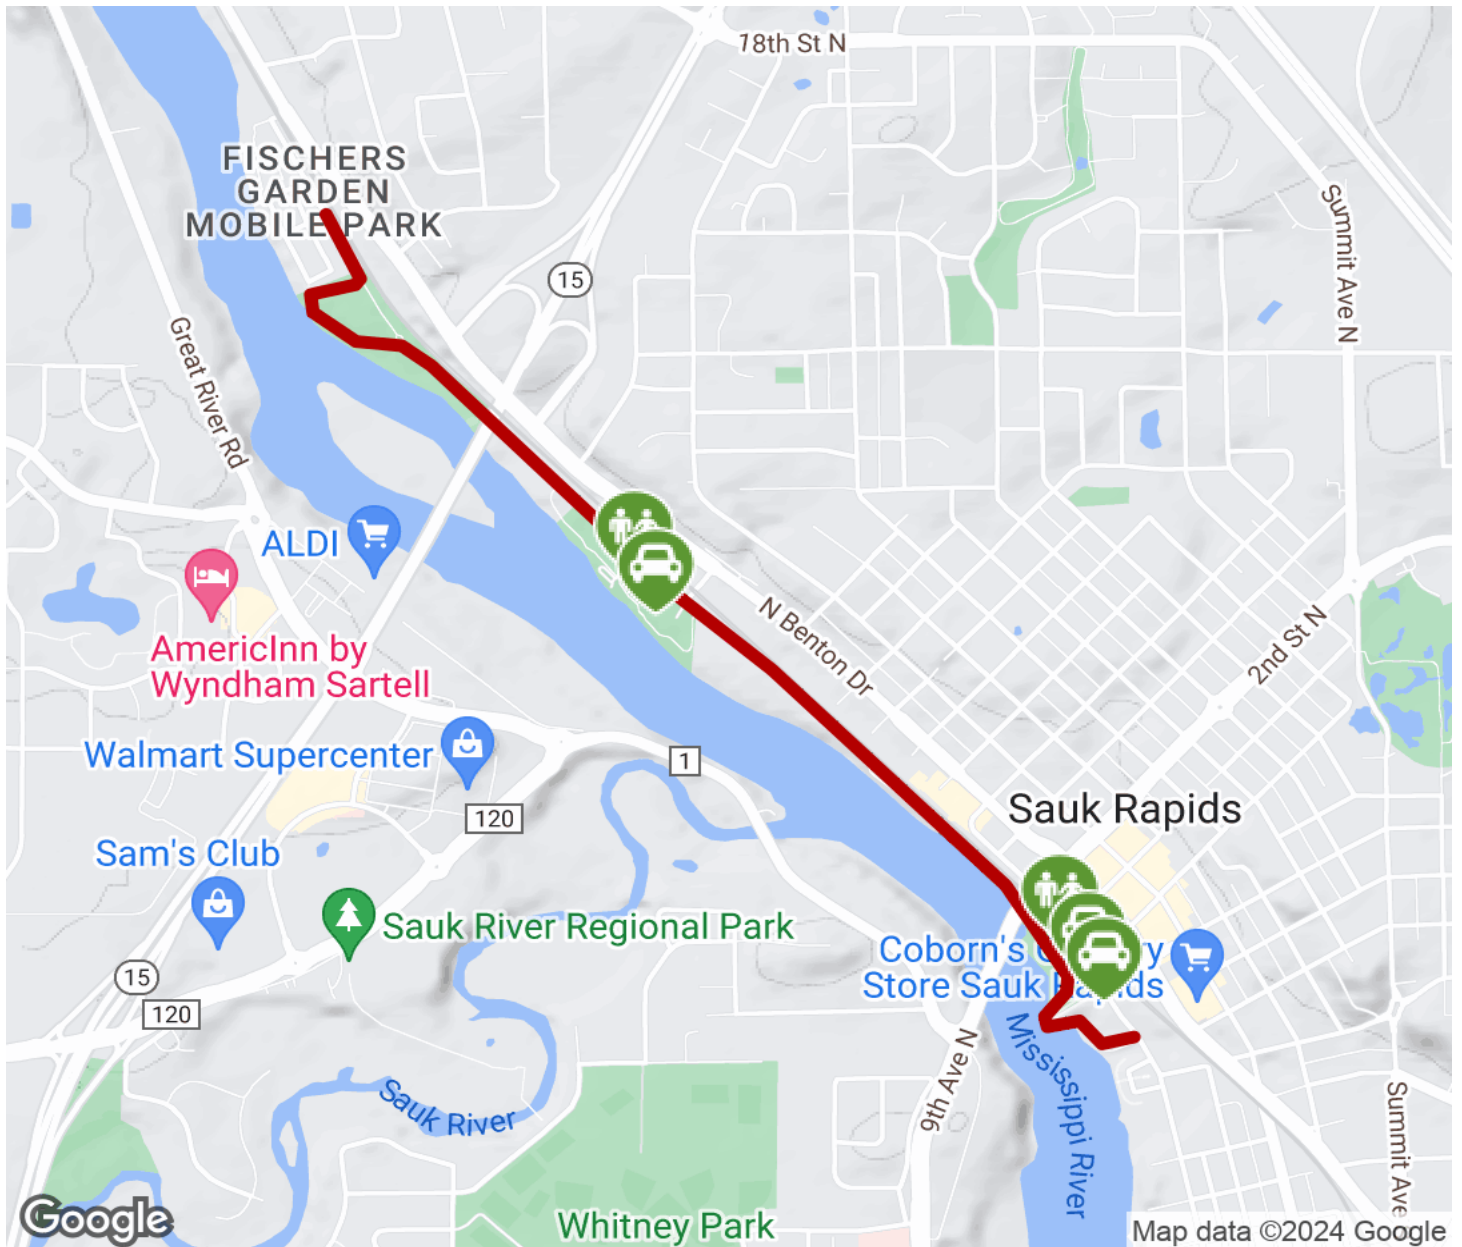 18th St N
FISCHERS
GARDEN
MOBILE PARK
15
Summit Ave N
Great River Rd
ALDI
AmericInn by
Wyndham Sartell
N Benton Dr
2nd St N
Walmart Supercenter
1
120
Sauk Rapids
Sam's Club
Sauk River Regional Park
Coborn's
Store Sauk Rapids
15
120
Mississippi River
9th Ave N
Sauk River
Summit Ave
Whitney Park
Google
Map data ©2024 Google